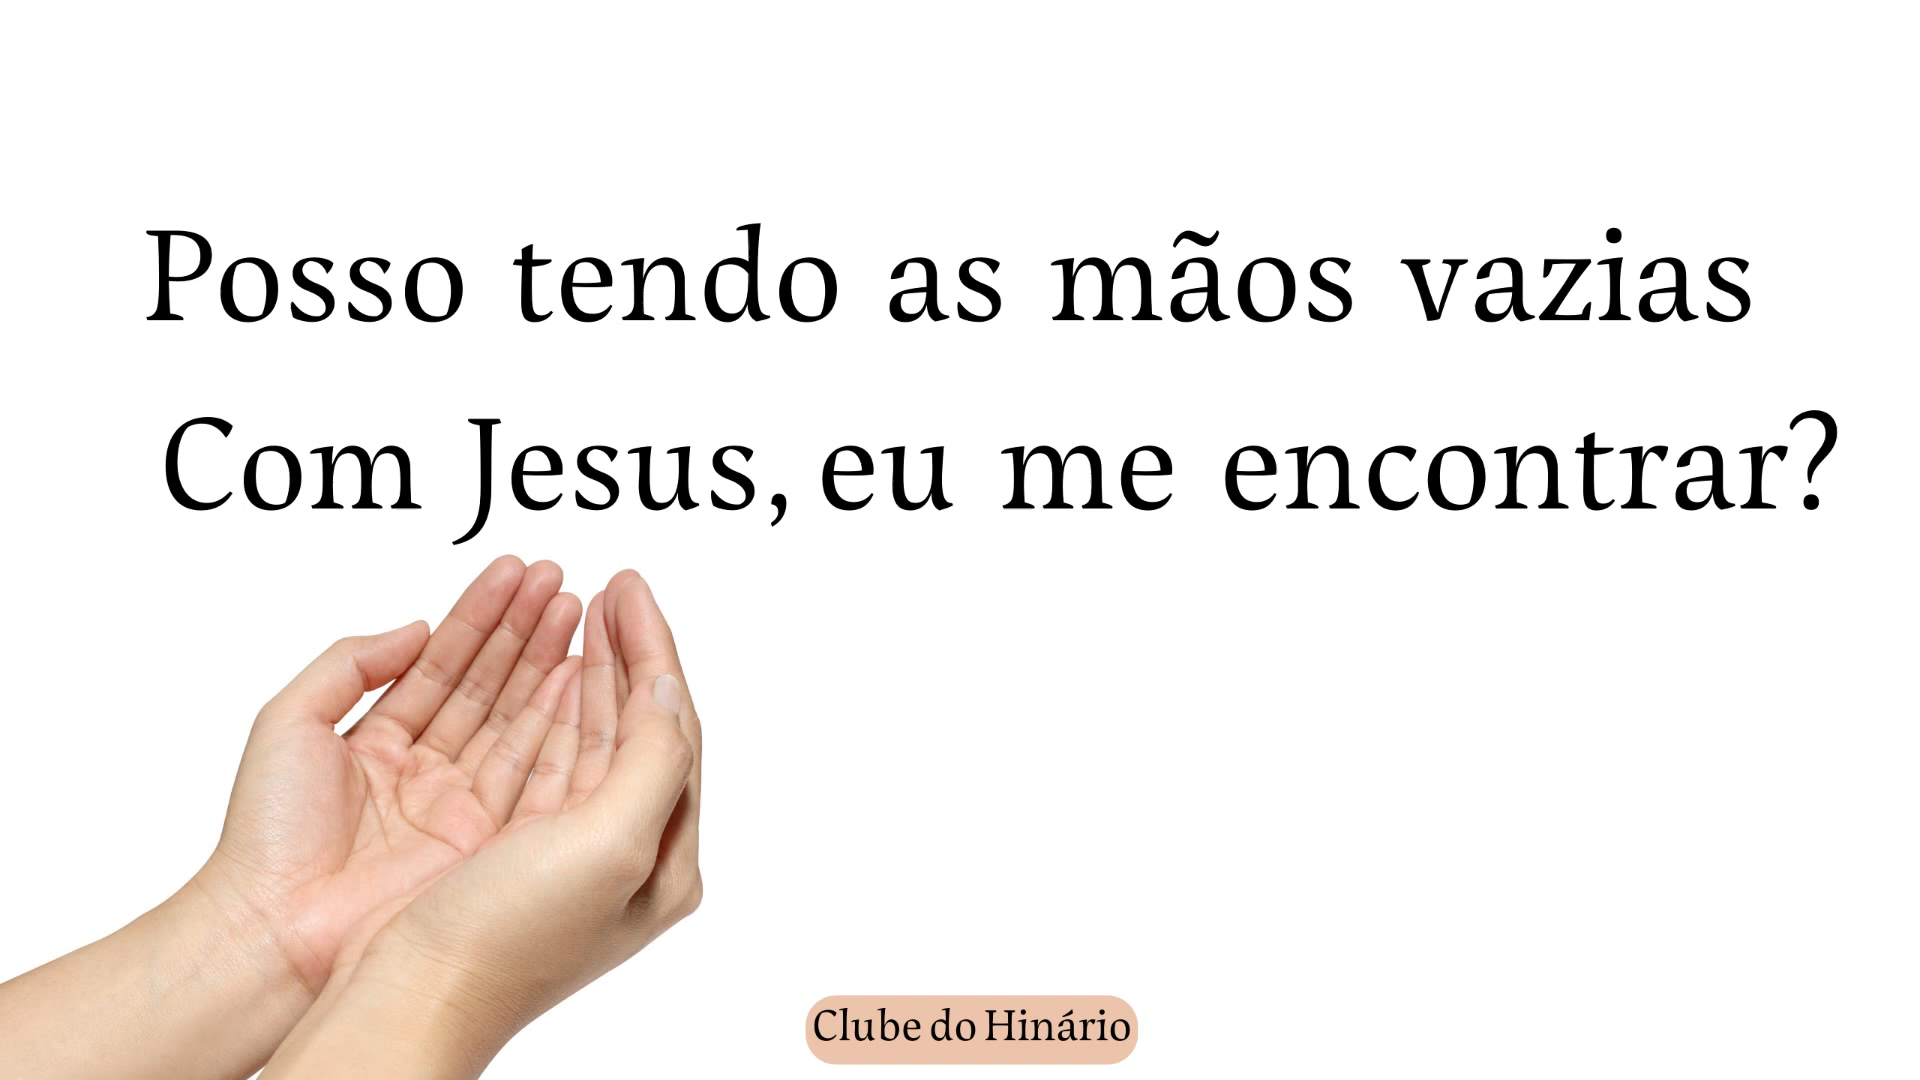 Posso tendo as mãos vazias
Com Jesus, eu me encontrar?
Clube do Hinário